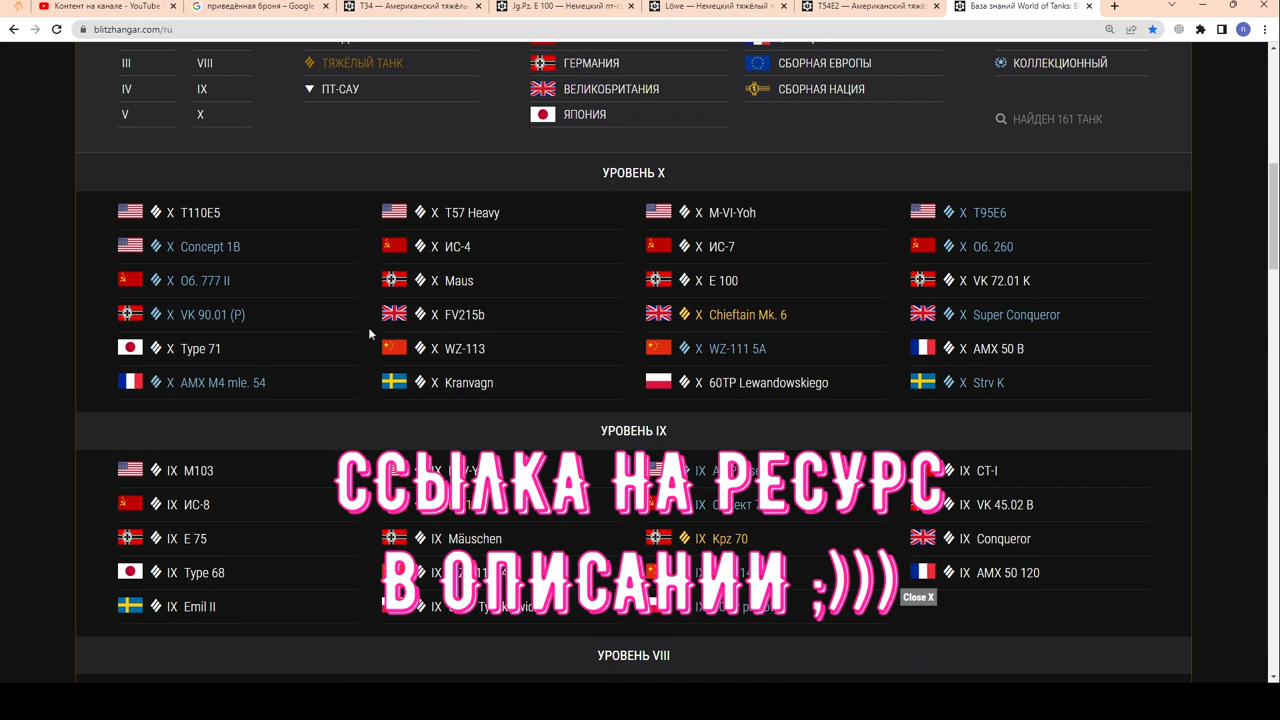 Контент на канале - YouTube
приведённая броня – Google
T34 — Американский тяжёль
Jg.Pz. E 100 — Немецкий пт-с
Löwe — Немецкий тяжёлый т
T54E2 — Американский тяже
База знаний World of Tanks: B
blitzhangar.com/ru
III VIII ТЯЖЁЛЫЙ ТАНК ГЕРМАНИЯ СБОРНАЯ ЕВРОПЫ КОЛЛЕКЦИОННЫЙ
IV IX ПТ-САУ ВЕЛИКОБРИТАНИЯ СБОРНАЯ НАЦИЯ
V X ЯПОНИЯ НАЙДЕН 161 ТАНК
УРОВЕНЬ X
X T110E5 X T57 Heavy X M-VI-Yoh X T95E6
X Concept 1B X ИС-4 X ИС-7 X Об. 260
X Об. 777 II X Maus X E 100 X VK 72.01 K
X VK 90.01 (P) X FV215b X Chieftain Mk. 6 X Super Conqueror
X Type 71 X WZ-113 X WZ-111 5A X AMX 50 B
X AMX M4 mle. 54 X Kranvagn X 60TP Lewandowskiego X Strv K
УРОВЕНЬ IX
IX M103 IX CT-I
ССЫЛКА НА РЕСУРС
IX ИС-8 IX VK 45.02 B
IX E 75 IX Mäuschen IX Kpz 70 IX Conqueror
IX Type 68 IX AMX 50 120
В ОПИСАНИИ ;)))
Close X
IX Emil II
УРОВЕНЬ VIII